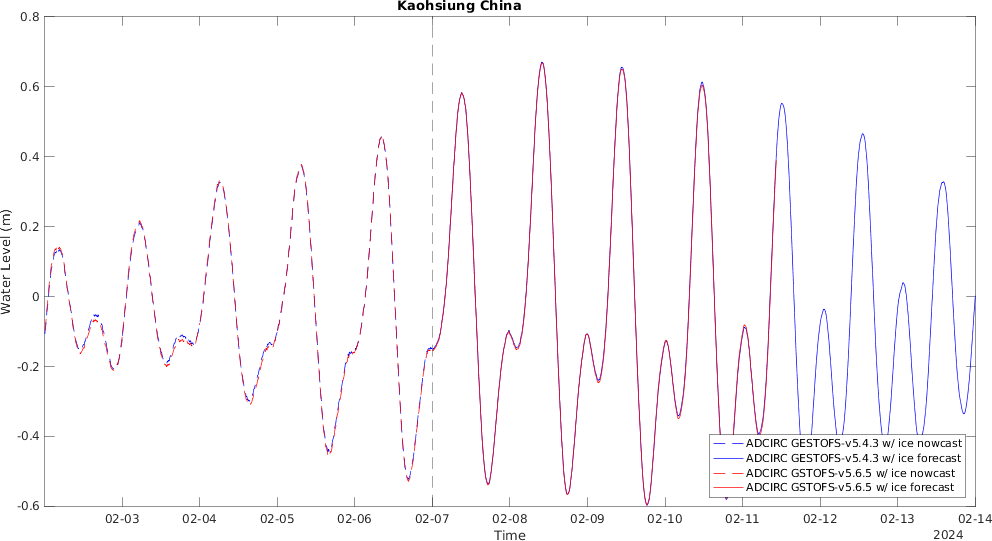 Kaohsiung China
Water Level (m)
0.8
0.6
0.4
0.2
0
-0.2
-0.4
-0.6
02-03 02-04 02-05 02-06 02-07 02-08 02-09 02-10 02-11 02-12 02-13 02-14
Time
2024
ADCIRC GESTOFS-v5.4.3 w/ ice nowcast
ADCIRC GESTOFS-v5.4.3 w/ ice forecast
ADCIRC GSTOFS-v5.6.5 w/ ice nowcast
ADCIRC GSTOFS-v5.6.5 w/ ice forecast